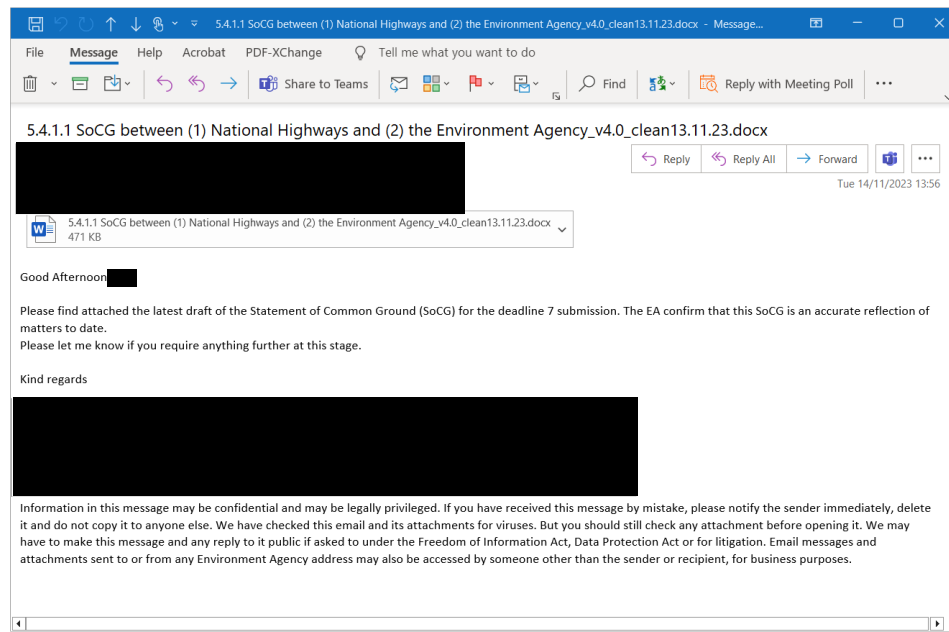 5.4.1.1 SoCG between (1) National Highways and (2) the Environment Agency_v4.0_clean13.11.23.docx - Message...
File Message Help Acrobat PDF-XChange Tell me what you want to do
Share to Teams Find Reply with Meeting Poll
5.4.1.1 SoCG between (1) National Highways and (2) the Environment Agency_v4.0_clean13.11.23.docx
Reply Reply All Forward
Tue 14/11/2023 13:56
5.4.1.1 SoCG between (1) National Highways and (2) the Environment Agency_v4.0_clean13.11.23.docx
471 KB
Good Afternoon
Please find attached the latest draft of the Statement of Common Ground (SoCG) for the deadline 7 submission. The EA confirm that this SoCG is an accurate reflection of
matters to date.
Please let me know if you require anything further at this stage.
Kind regards
Information in this message may be confidential and may be legally privileged. If you have received this message by mistake, please notify the sender immediately, delete
it and do not copy it to anyone else. We have checked this email and its attachments for viruses. But you should still check any attachment before opening it. We may
have to make this message and any reply to it public if asked to under the Freedom of Information Act, Data Protection Act or for litigation. Email messages and
attachments sent to or from any Environment Agency address may also be accessed by someone other than the sender or recipient, for business purposes.